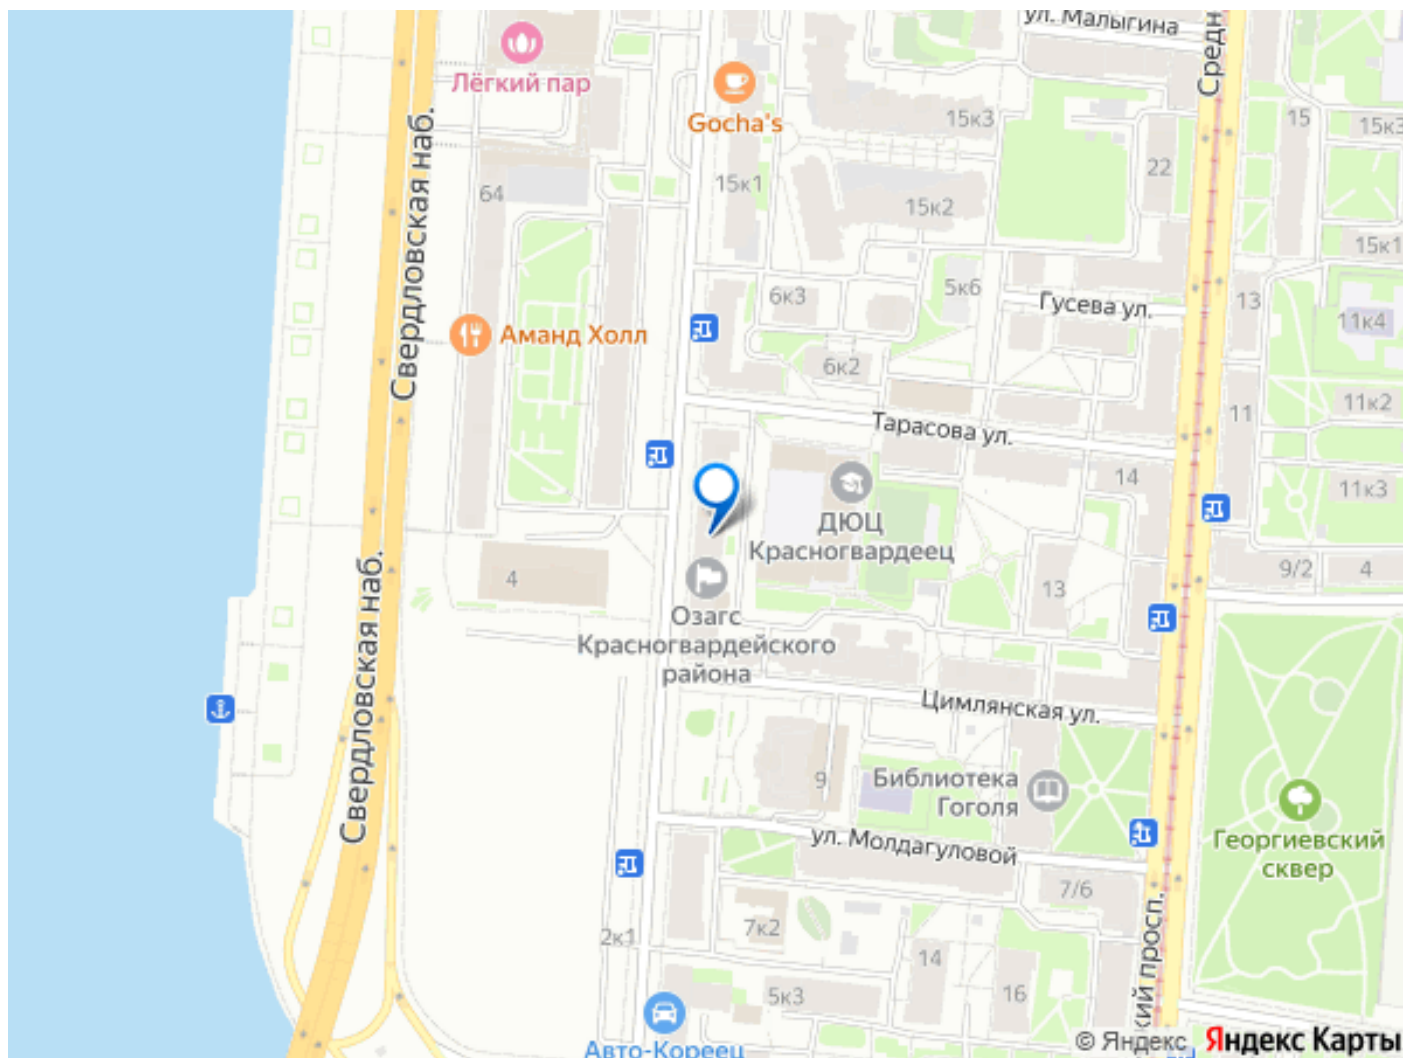 ул. Малыгина
Средн
Лёгкий пар
Gocha's
15к3
15
15к3
Свердловская наб.
64
15к1
22
15к2
15к1
6к3
5к6
Гусева ул.
13
11к4
Аманд Холл
6к2
11к2
11
Тарасова ул.
14
11к3
ДЮЦ
Красногвардеец
4
13
9/2
4
Озагс
Красногвардейского
района
Свердловская наб.
Цимлянская ул.
9
Библиотека
Гоголя
ул. Молдагуловой
Георгиевский
сквер
7/6
7к2
2к1
14
кий просп.
5к3
16
Авто-Кореец
© Яндекс Яндекс Карты